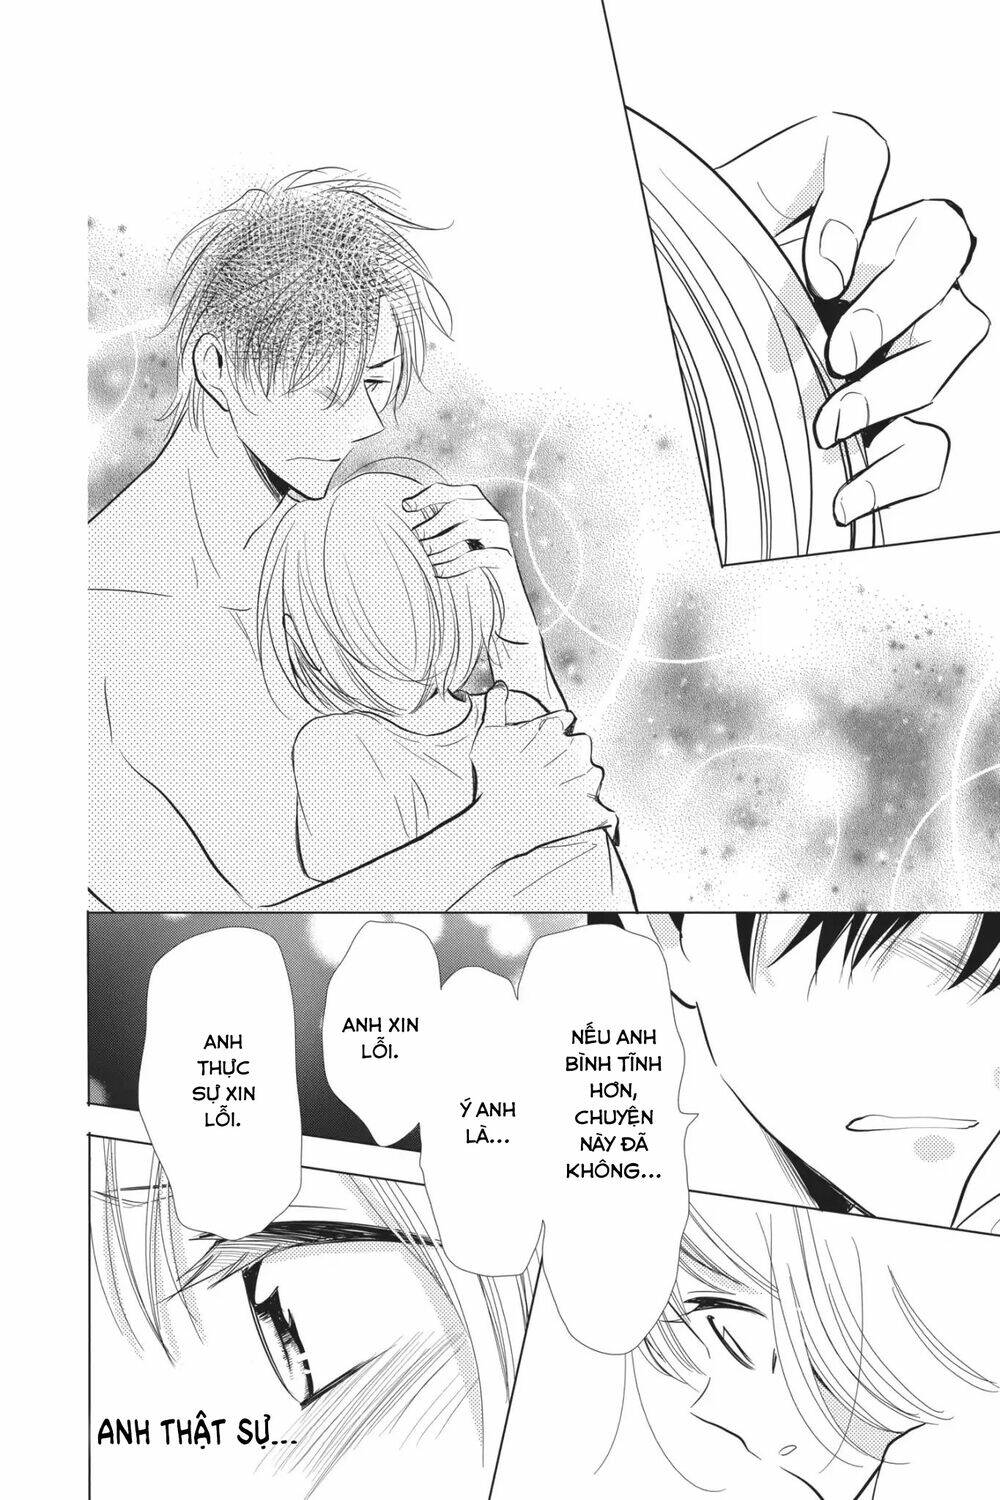 NẾU ANH
BÌNH TĨNH
HƠN,
CHUYỆN
NÀY ĐÃ
KHÔNG...
Ý ANH
LÀ...
ANH XIN
LỖI.
ANH
THỰC
SỰ XIN
LỖI.
ANH THẬT SỰ...